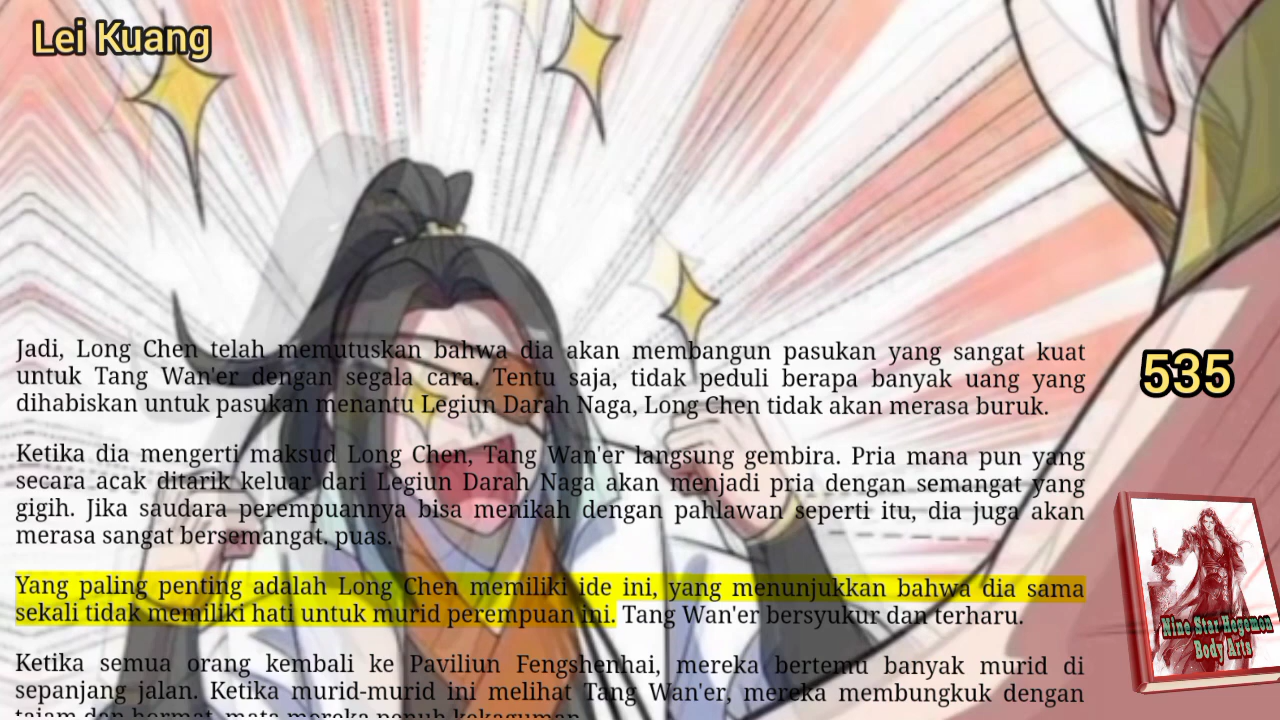 Lei Kuang
Jadi, Long Chen telah memutuskan bahwa dia akan membangun pasukan yang sangat kuat
untuk Tang Wan'er dengan segala cara. Tentu saja, tidak peduli berapa banyak uang yang
dihabiskan untuk pasukan menantu Legiun Darah Naga, Long Chen tidak akan merasa buruk.
535
Ketika dia mengerti maksud Long Chen, Tang Wan'er langsung gembira. Pria mana pun yang
secara acak ditarik keluar dari Legiun Darah Naga akan menjadi pria dengan semangat yang
gigih. Jika saudara perempuannya bisa menikah dengan pahlawan seperti itu, dia juga akan
merasa sangat bersemangat. puas.
Yang paling penting adalah Long Chen memiliki ide ini, yang menunjukkan bahwa dia sama
sekali tidak memiliki hati untuk murid perempuan ini. Tang Wan'er bersyukur dan terharu.
Nine Star Hegemon
Body Arts
Ketika semua orang kembali ke Paviliun Fengshenhai, mereka bertemu banyak murid di
sepanjang jalan. Ketika murid-murid ini melihat Tang Wan'er, mereka membungkuk dengan
tajam dan hormat, mata mereka penuh kekaguman.